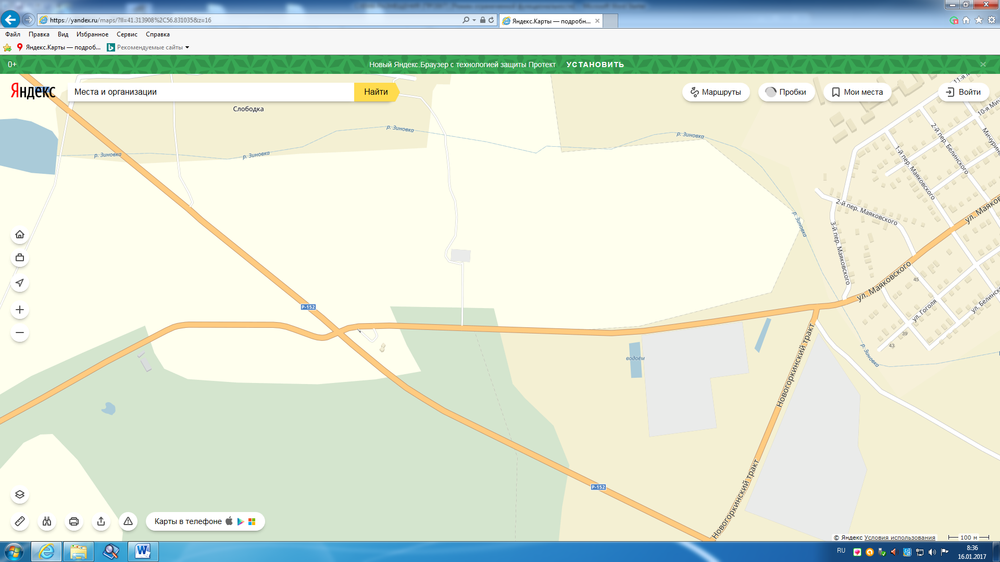 https://yandex.ru/maps/?ll=41.313908%2C56.831035&z=16
Яндекс.Карты — подробн...
Файл Правка Вид Избранное Сервис Справка
Яндекс.Карты — подроб... Рекомендуемые сайты
0+
Новый Яндекс.Браузер с технологией защиты Протект УСТАНОВИТЬ
Яндекс
Места и организации
Найти
Маршруты
Пробки
Мои места
Войти
11-я Мич
10-я Мичу
Слободка
р. Зиновка
р. Зиновка
р. Зиновка
р. Зиновка
2-й пер. Белинского
Мичурин
1-й пер. Маяковского
2-й пер. Маяковского
ул. Маяковс
р. Зиновка
3-й пер. Маяковского
ул. Маяковского
45
Р-152
ул. Гоголя
ул. Белинск
39
43
р. Зиновка
водоём
Новогоркинский тракт
Новогоркинский тракт
Р-152
Карты в телефоне
© Яндекс Условия использования
100 м
RU
8:36
16.01.2017